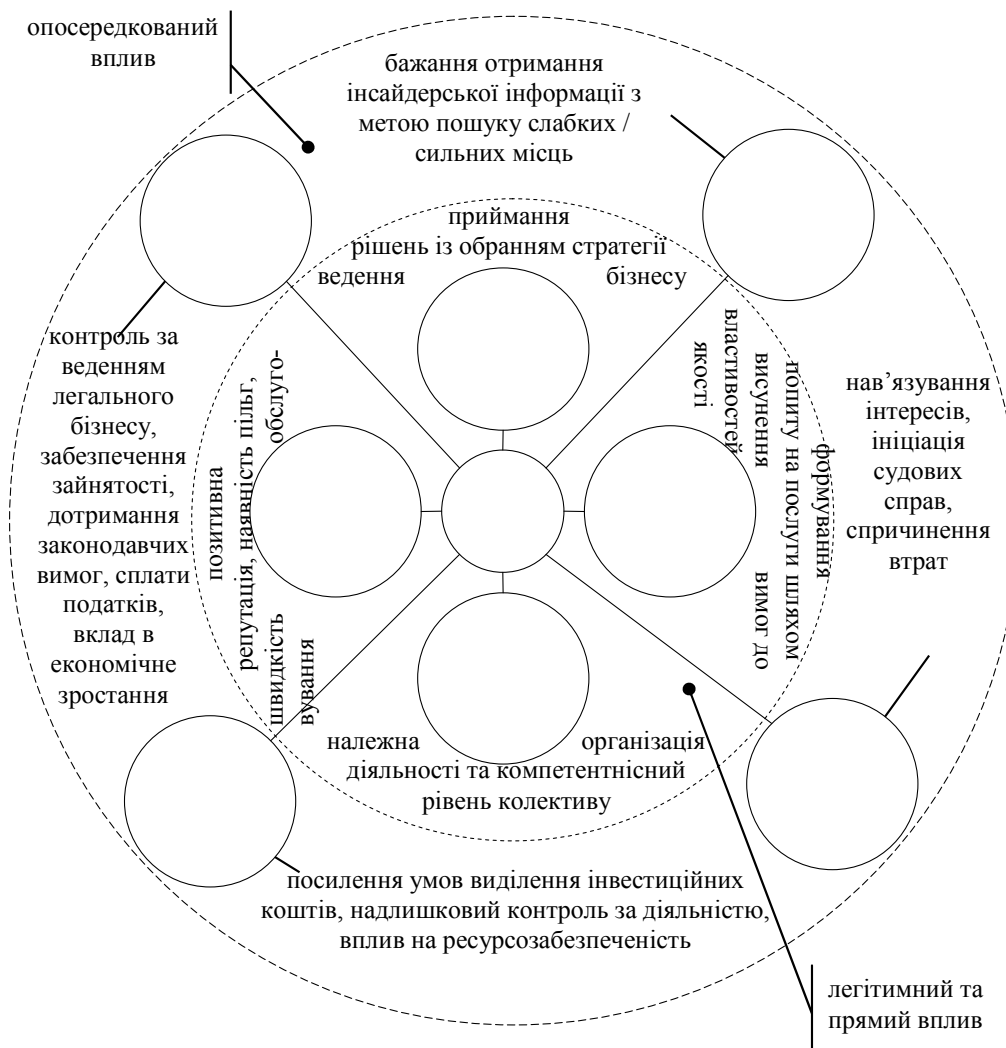 опосередкований
вплив
бажання отримання
інсайдерської інформації з
метою пошуку слабких /
сильних місць
приймання
рішень із обранням стратегії
ведення бізнесу
контроль за
веденням
легального
бізнесу,
забезпечення
зайнятості,
дотримання
законодавчих
вимог, сплати
податків,
вклад в
економічне
зростання
позитивна
репутація, наявність пільг,
швидкість обслуго-
вування
формування
попиту на послуги шляхом
висунення вимог до
властивостей
якості
нав’язування
інтересів,
ініціація
судових
справ,
спричинення
втрат
належна організація
діяльності та компетентнісний
рівень колективу
посилення умов виділення інвестиційних
коштів, надлишковий контроль за діяльністю,
вплив на ресурсозабезпеченість
легітимний та
прямий вплив